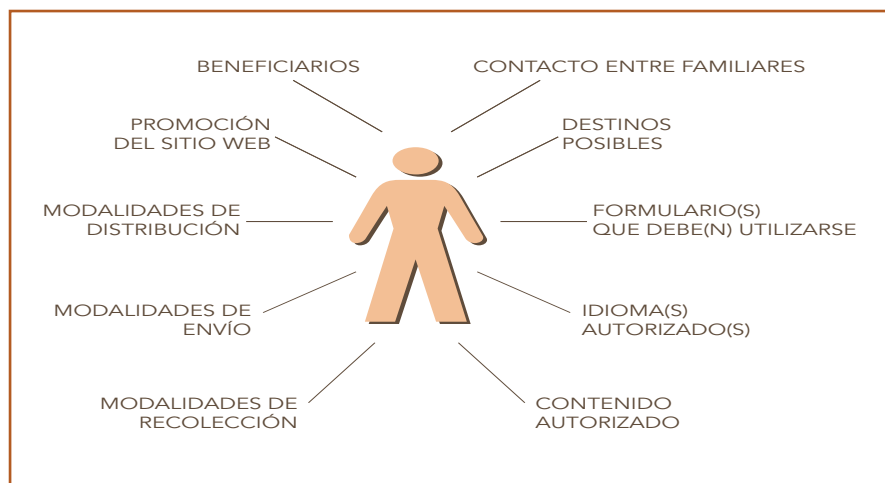 BENEFICIARIOS
CONTACTO ENTRE FAMILIARES
PROMOCIÓN
DEL SITIO WEB
DESTINOS
POSIBLES
MODALIDADES DE
DISTRIBUCIÓN
FORMULARIO(S)
QUE DEBE(N) UTILIZARSE
MODALIDADES DE
ENVÍO
IDIOMA(S)
AUTORIZADO(S)
MODALIDADES DE
RECOLECCIÓN
CONTENIDO
AUTORIZADO